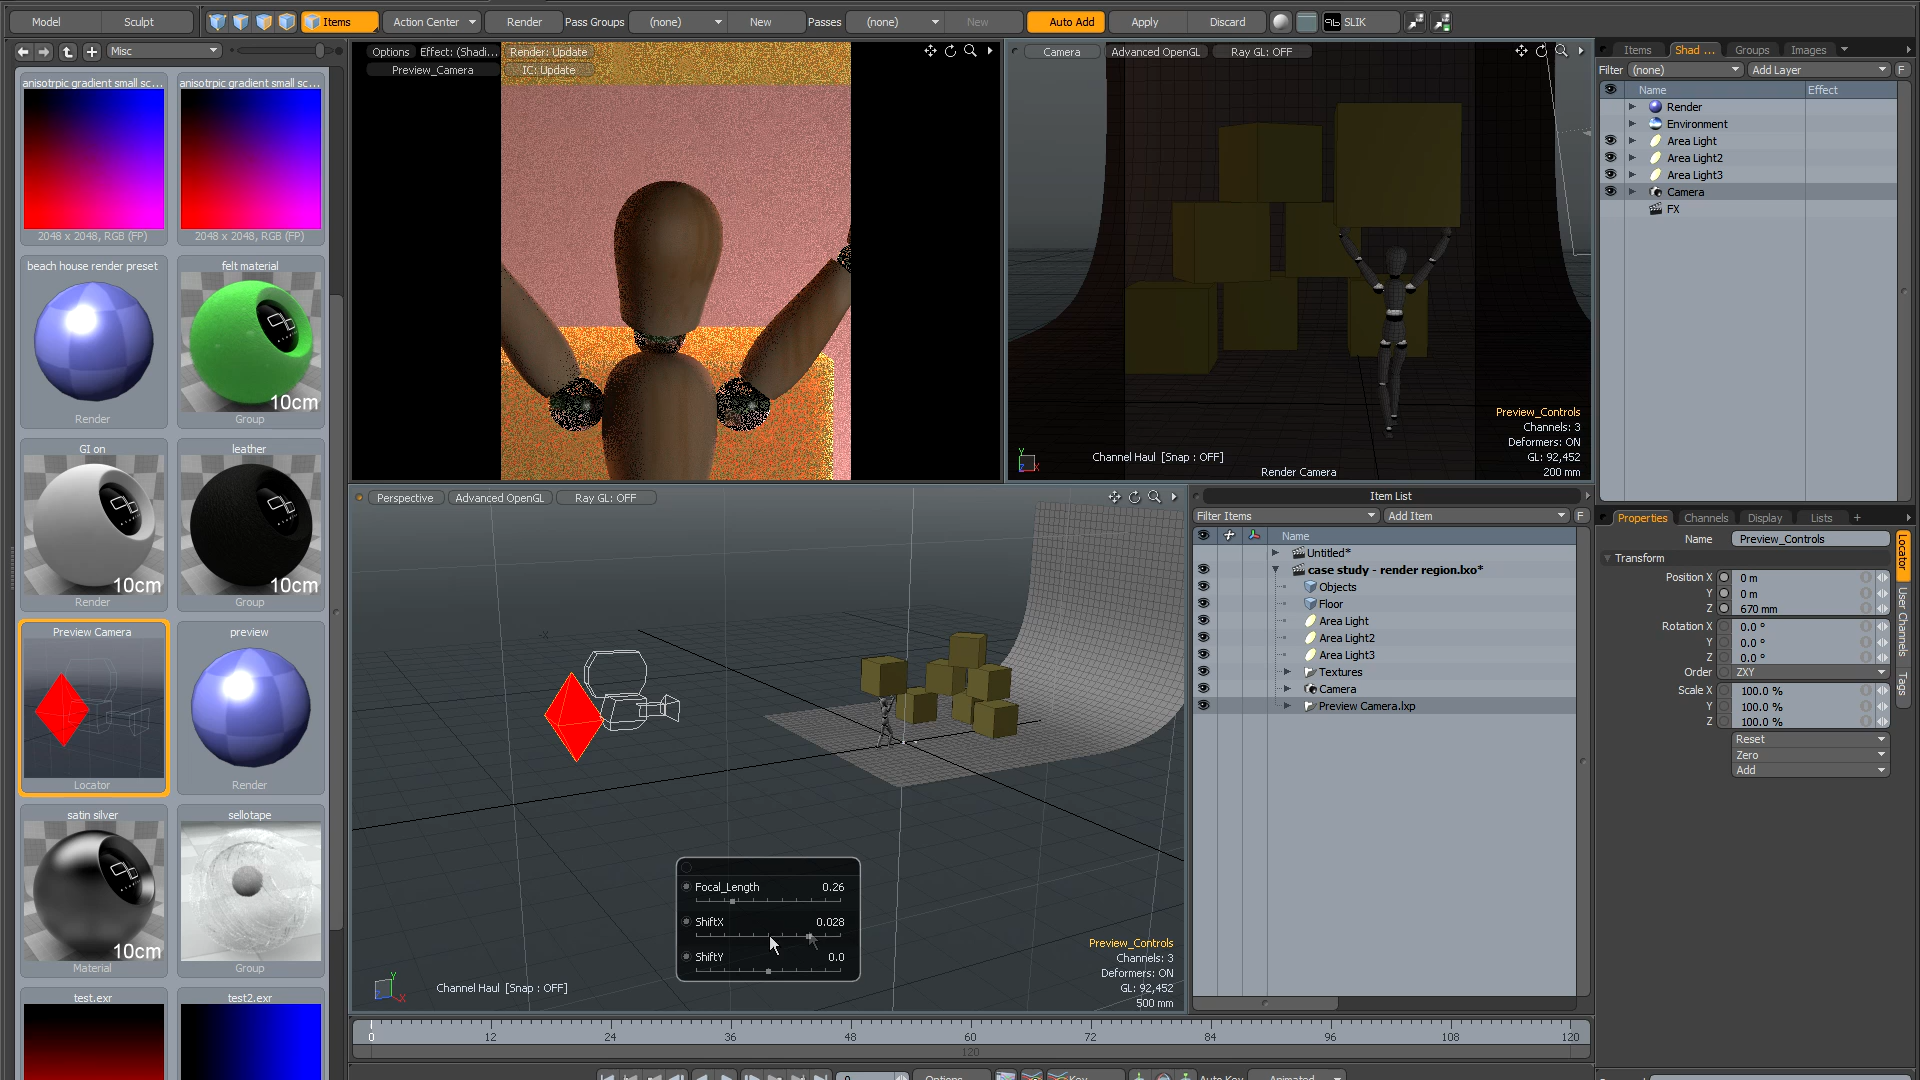 Model
Sculpt
Items
Action Center
Render
Pass Groups
(none)
New
Passes
(none)
New
Auto Add
Apply
Discard
SLIK
Misc
anisotrpic gradient small sc...
2048 x 2048, RGB (FP)
anisotrpic gradient small sc...
2048 x 2048, RGB (FP)
beach house render preset
Render
felt material
10cm
Group
GI on
10cm
Render
leather
10cm
Group
Preview Camera
Locator
preview
Render
satin silver
10cm
Material
sellotape
Group
test.exr
test2.exr
Options
Effect: (Shadi...
Render: Update
Preview_Camera
IC: Update
Camera
Advanced OpenGL
Ray GL: OFF
Preview_Controls
Channels: 3
Deformers: ON
GL: 92,452
200 mm
Channel Haul [Snap : OFF]
Render Camera
Y
X
Perspective
Advanced OpenGL
Ray GL: OFF
Focal_Length 0.26
ShiftX 0.028
ShiftY 0.0
Channel Haul [Snap : OFF]
Preview_Controls
Channels: 3
Deformers: ON
GL: 92,452
500 mm
Y
X
Item List
Filter Items
Add Item
F
Name
Untitled*
case study - render region.lxo*
Objects
Floor
Area Light
Area Light2
Area Light3
Textures
Camera
Preview Camera.lxp
Items
Shad ...
Groups
Images
Filter
(none)
Add Layer
F
Name
Effect
Render
Environment
Area Light
Area Light2
Area Light3
Camera
FX
Properties
Channels
Display
Lists
+
Name
Preview_Controls
Transform
Position X 0 m
Y 0 m
Z 670 mm
Rotation X 0.0 °
Y 0.0 °
Z 0.0 °
Order ZXY
Scale X 100.0 %
Y 100.0 %
Z 100.0 %
Reset
Zero
Add
Locator
User Channels
Tags
0 12 24 36 48 60 72 84 96 108 120
120
0
Options
Key
Auto Key
Animated